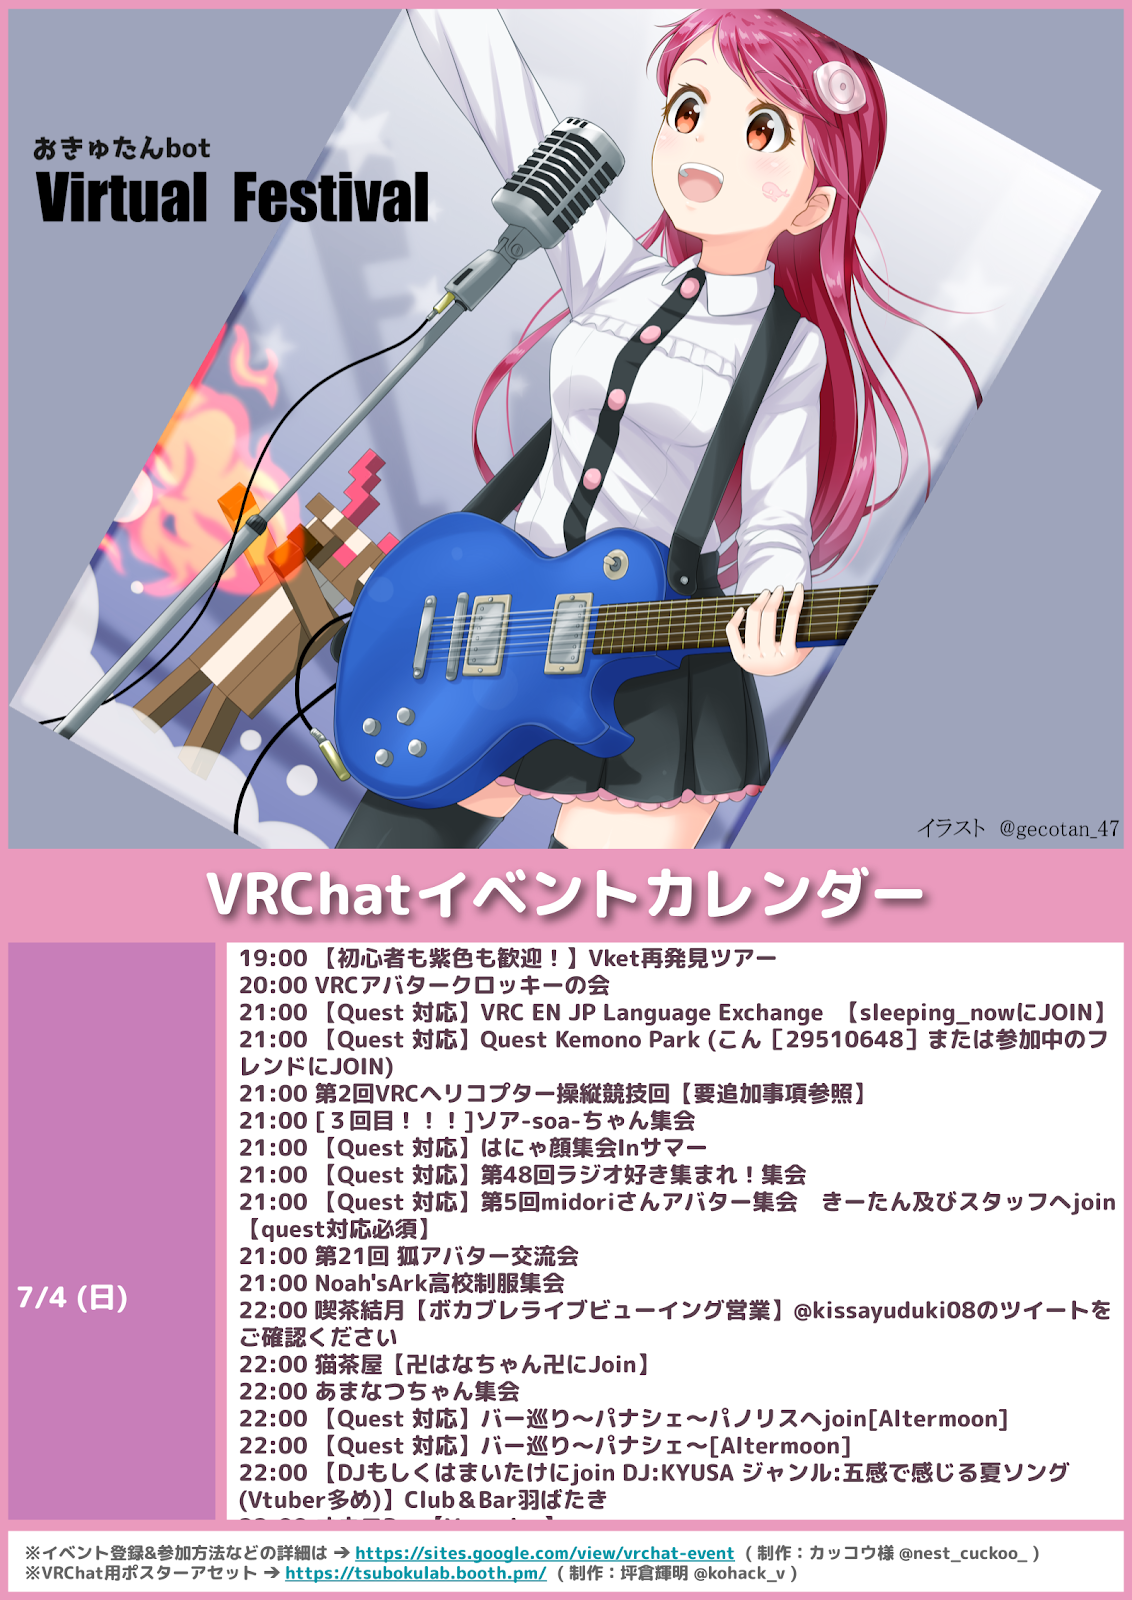 おきゅたんbot
Virtual Festival
イラスト @gecotan_47
VRChatイベントカレンダー
7/4 (日)
19:00 【初心者も紫色も歓迎！】Vket再発見ツアー
20:00 VRCアバタークロッキーの会
21:00 【Quest 対応】VRC EN JP Language Exchange 【sleeping_nowにJOIN】
21:00 【Quest 対応】Quest Kemono Park (こん［29510648］または参加中のフ
レンドにJOIN)
21:00 第2回VRCヘリコプター操縦競技回【要追加事項参照】
21:00 [３回目！！！]ソア-soa-ちゃん集会
21:00 【Quest 対応】はにゃ顔集会Inサマー
21:00 【Quest 対応】第48回ラジオ好き集まれ！集会
21:00 【Quest 対応】第5回midoriさんアバター集会　きーたん及びスタッフへjoin
【quest対応必須】
21:00 第21回 狐アバター交流会
21:00 Noah'sArk高校制服集会
22:00 喫茶結月【ボカブレライブビューイング営業】@kissayuduki08のツイートを
ご確認ください
22:00 猫茶屋【卍はなちゃん卍にJoin】
22:00 あまなつちゃん集会
22:00 【Quest 対応】バー巡り～パナシェ～パノリスへjoin[Altermoon]
22:00 【Quest 対応】バー巡り～パナシェ～[Altermoon]
22:00 【DJもしくはまいたけにjoin DJ:KYUSA ジャンル:五感で感じる夏ソング
(Vtuber多め)】Club＆Bar羽ばたき
※イベント登録&参加方法などの詳細は → https://sites.google.com/view/vrchat-event ( 制作：カッコウ様 @nest_cuckoo_ )
※VRChat用ポスターアセット → https://tsubokulab.booth.pm/ ( 制作：坪倉輝明 @kohack_v )